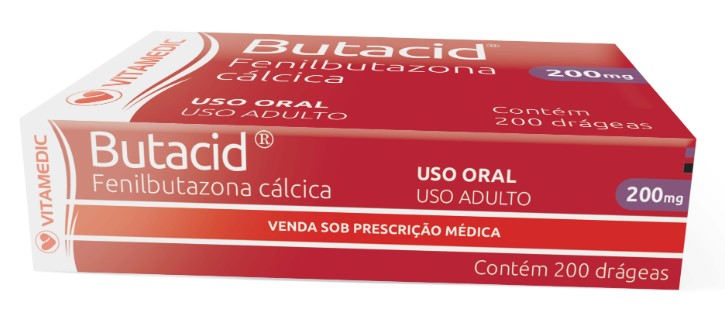 VITAMEDIC
Butacid®
Fenilbutazona
cálcica
200mg
USO ORAL
USO ADULTO
Contém
200 drágeas
VITAMEDIC
Butacid®
Fenilbutazona cálcica
USO ORAL
USO ADULTO
200mg
VENDA SOB PRESCRIÇÃO MÉDICA
Contém 200 drágeas